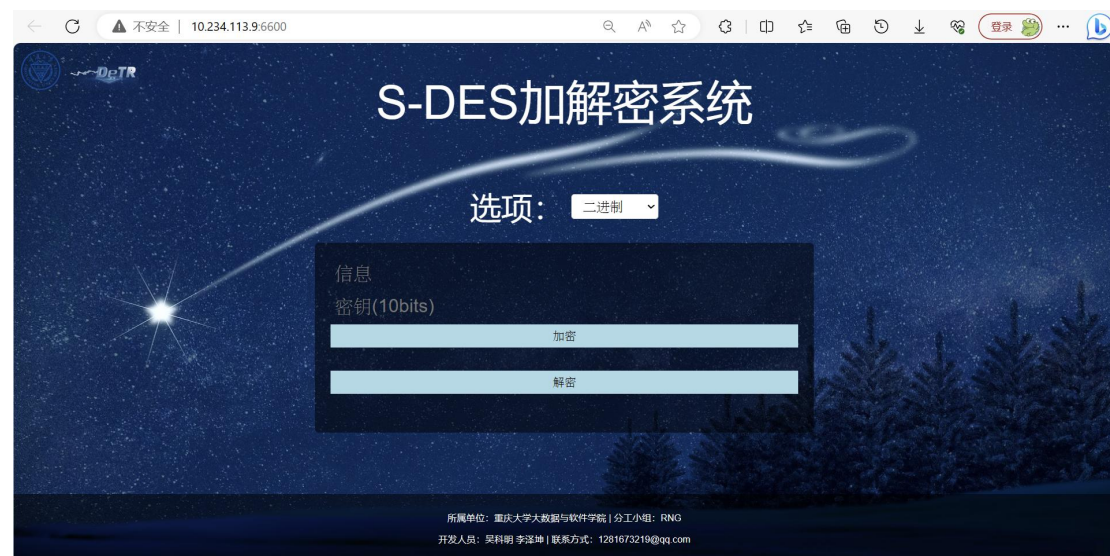 不安全 | 10.234.113.9:6600
登录
DeTR
S-DES加解密系统
选项： 二进制
信息
密钥(10bits)
加密
解密
所属单位：重庆大学大数据与软件学院 | 分工小组：RNG
开发人员：吴科明 李泽坤 | 联系方式：1281673219@qq.com